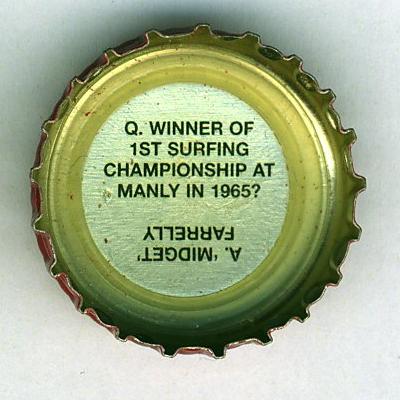 Q. WINNER OF
1ST SURFING
CHAMPIONSHIP AT
MANLY IN 1965?
A. 'MIDGET'
FARRELLY